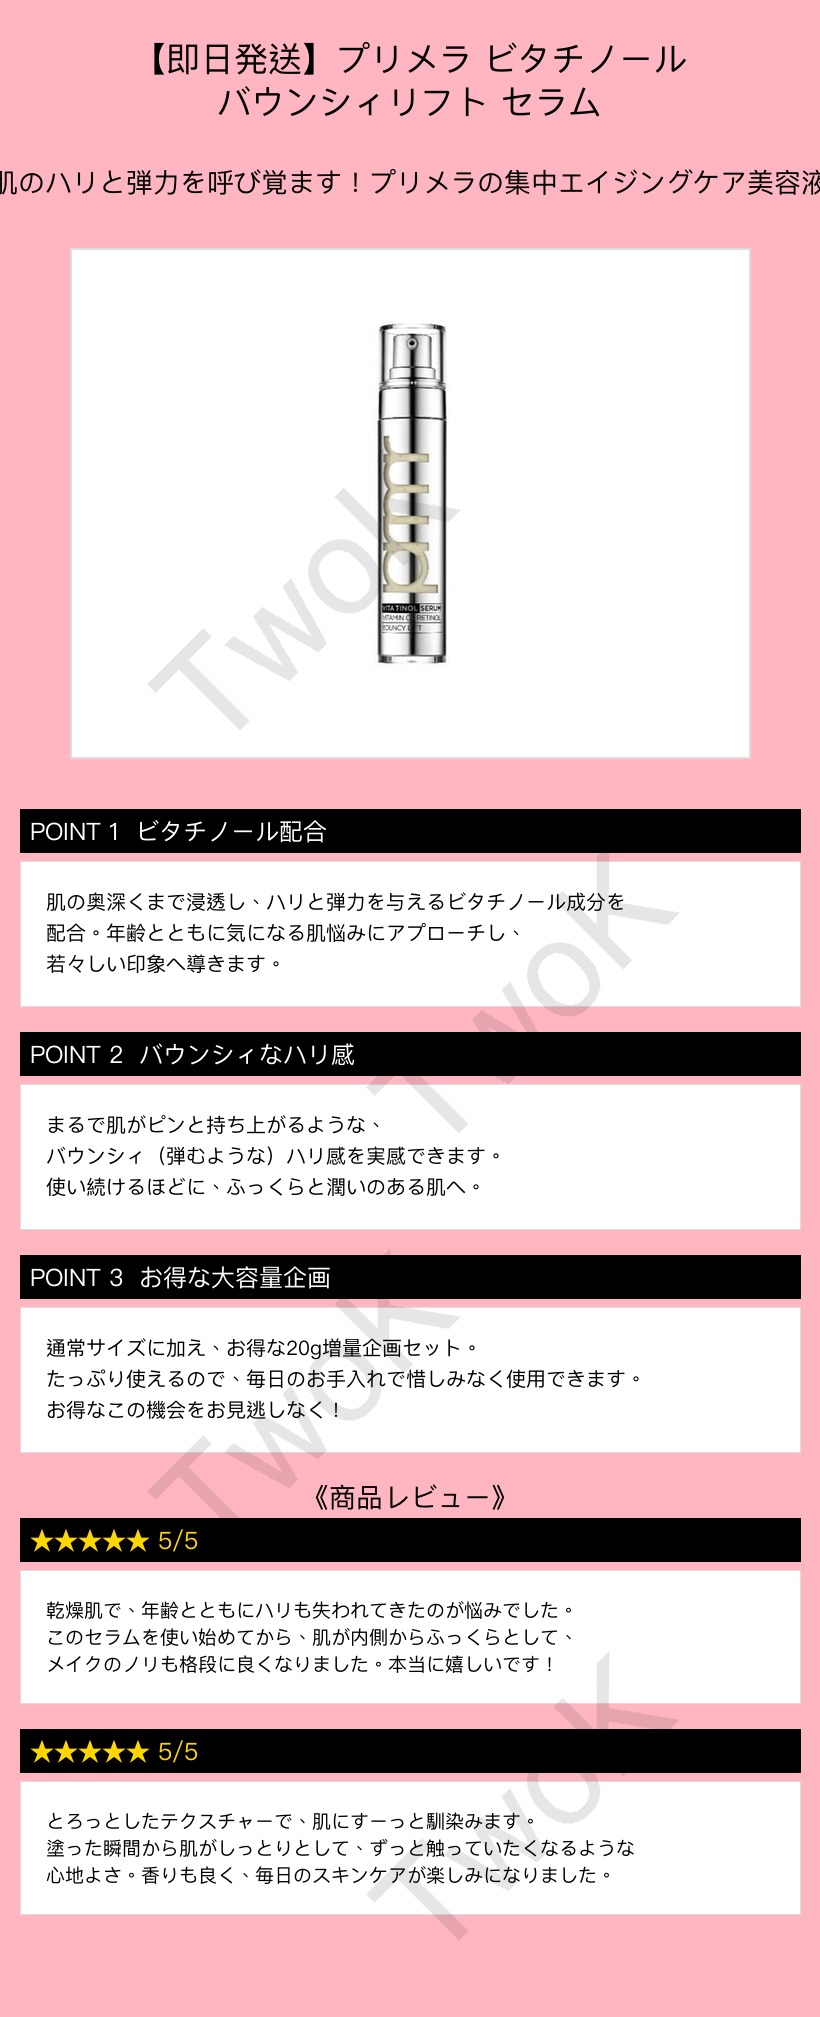 【即日発送】プリメラ ビタチノール
バウンシィリフト セラム
肌のハリと弾力を呼び覚ます！プリメラの集中エイジングケア美容液
prmr
VITATINOL SERUM
VITAMIN C RETINOL
BOUNCY LIFT
TwoK
POINT 1 ビタチノール配合
肌の奥深くまで浸透し、ハリと弾力を与えるビタチノール成分を
配合。年齢とともに気になる肌悩みにアプローチし、
若々しい印象へ導きます。
TwoK
POINT 2 バウンシィなハリ感
まるで肌がピンと持ち上がるような、
バウンシィ（弾むような）ハリ感を実感できます。
使い続けるほどに、ふっくらと潤いのある肌へ。
POINT 3 お得な大容量企画
通常サイズに加え、お得な20g増量企画セット。
たっぷり使えるので、毎日のお手入れで惜しみなく使用できます。
お得なこの機会をお見逃しなく！
TwoK
《商品レビュー》
★★★★★ 5/5
乾燥肌で、年齢とともにハリも失われてきたのが悩みでした。
このセラムを使い始めてから、肌が内側からふっくらとして、
メイクのノリも格段に良くなりました。本当に嬉しいです！
★★★★★ 5/5
とろっとしたテクスチャーで、肌にすーっと馴染みます。
塗った瞬間から肌がしっとりとして、ずっと触っていたくなるような
心地よさ。香りも良く、毎日のスキンケアが楽しみになりました。
TwoK